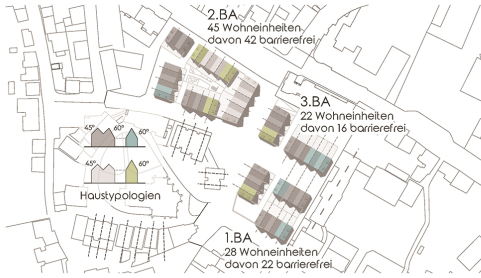 2.BA
45 Wohneinheiten
davon 42 barrierefrei
3.BA
22 Wohneinheiten
davon 16 barrierefrei
45° 60° 60°
45° 60°
Haustypologien
1.BA
28 Wohneinheiten
davon 22 barrierefrei